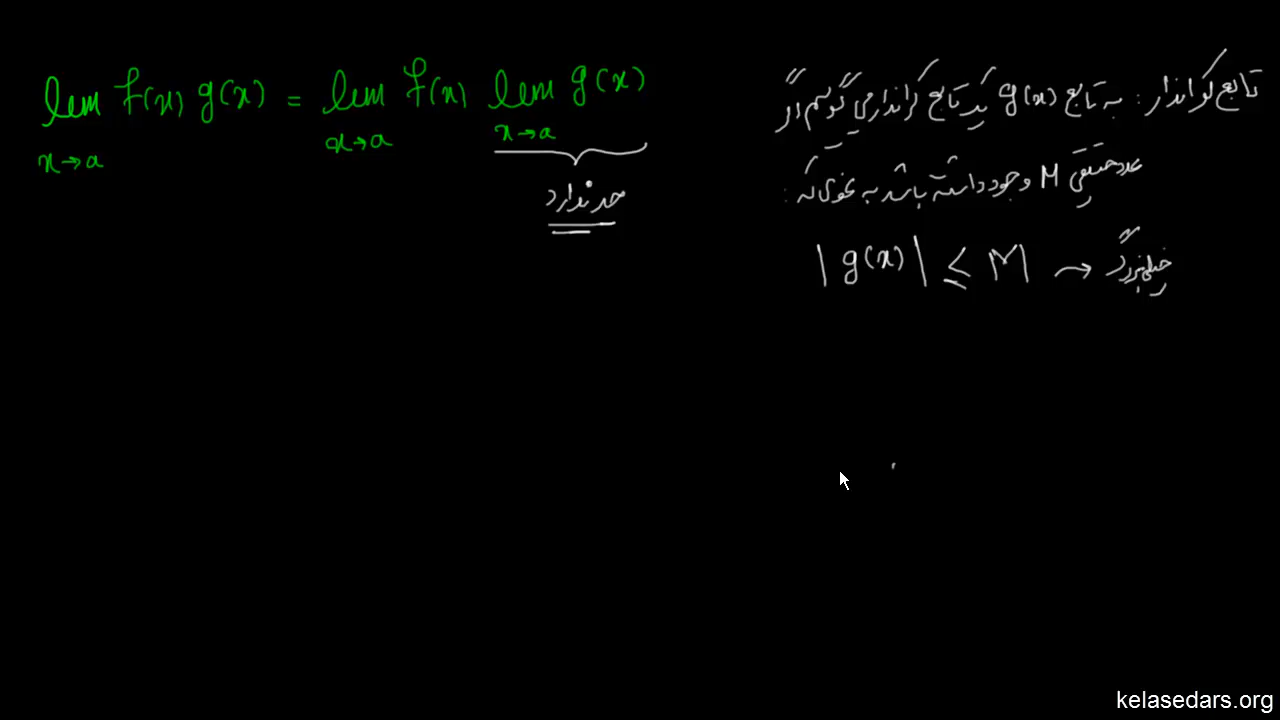 lim f(x) g(x) = lim f(x) lim g(x)
x→a x→a x→a
حد ندارد
تابع کراندار : به تابع g(x) یک تابع کراندار می گوییم اگر
عدد حقیقی M وجود داشته باشد به نحوی که :
|g(x)| ≤ M → خیلی بزرگ
kelasedars.org